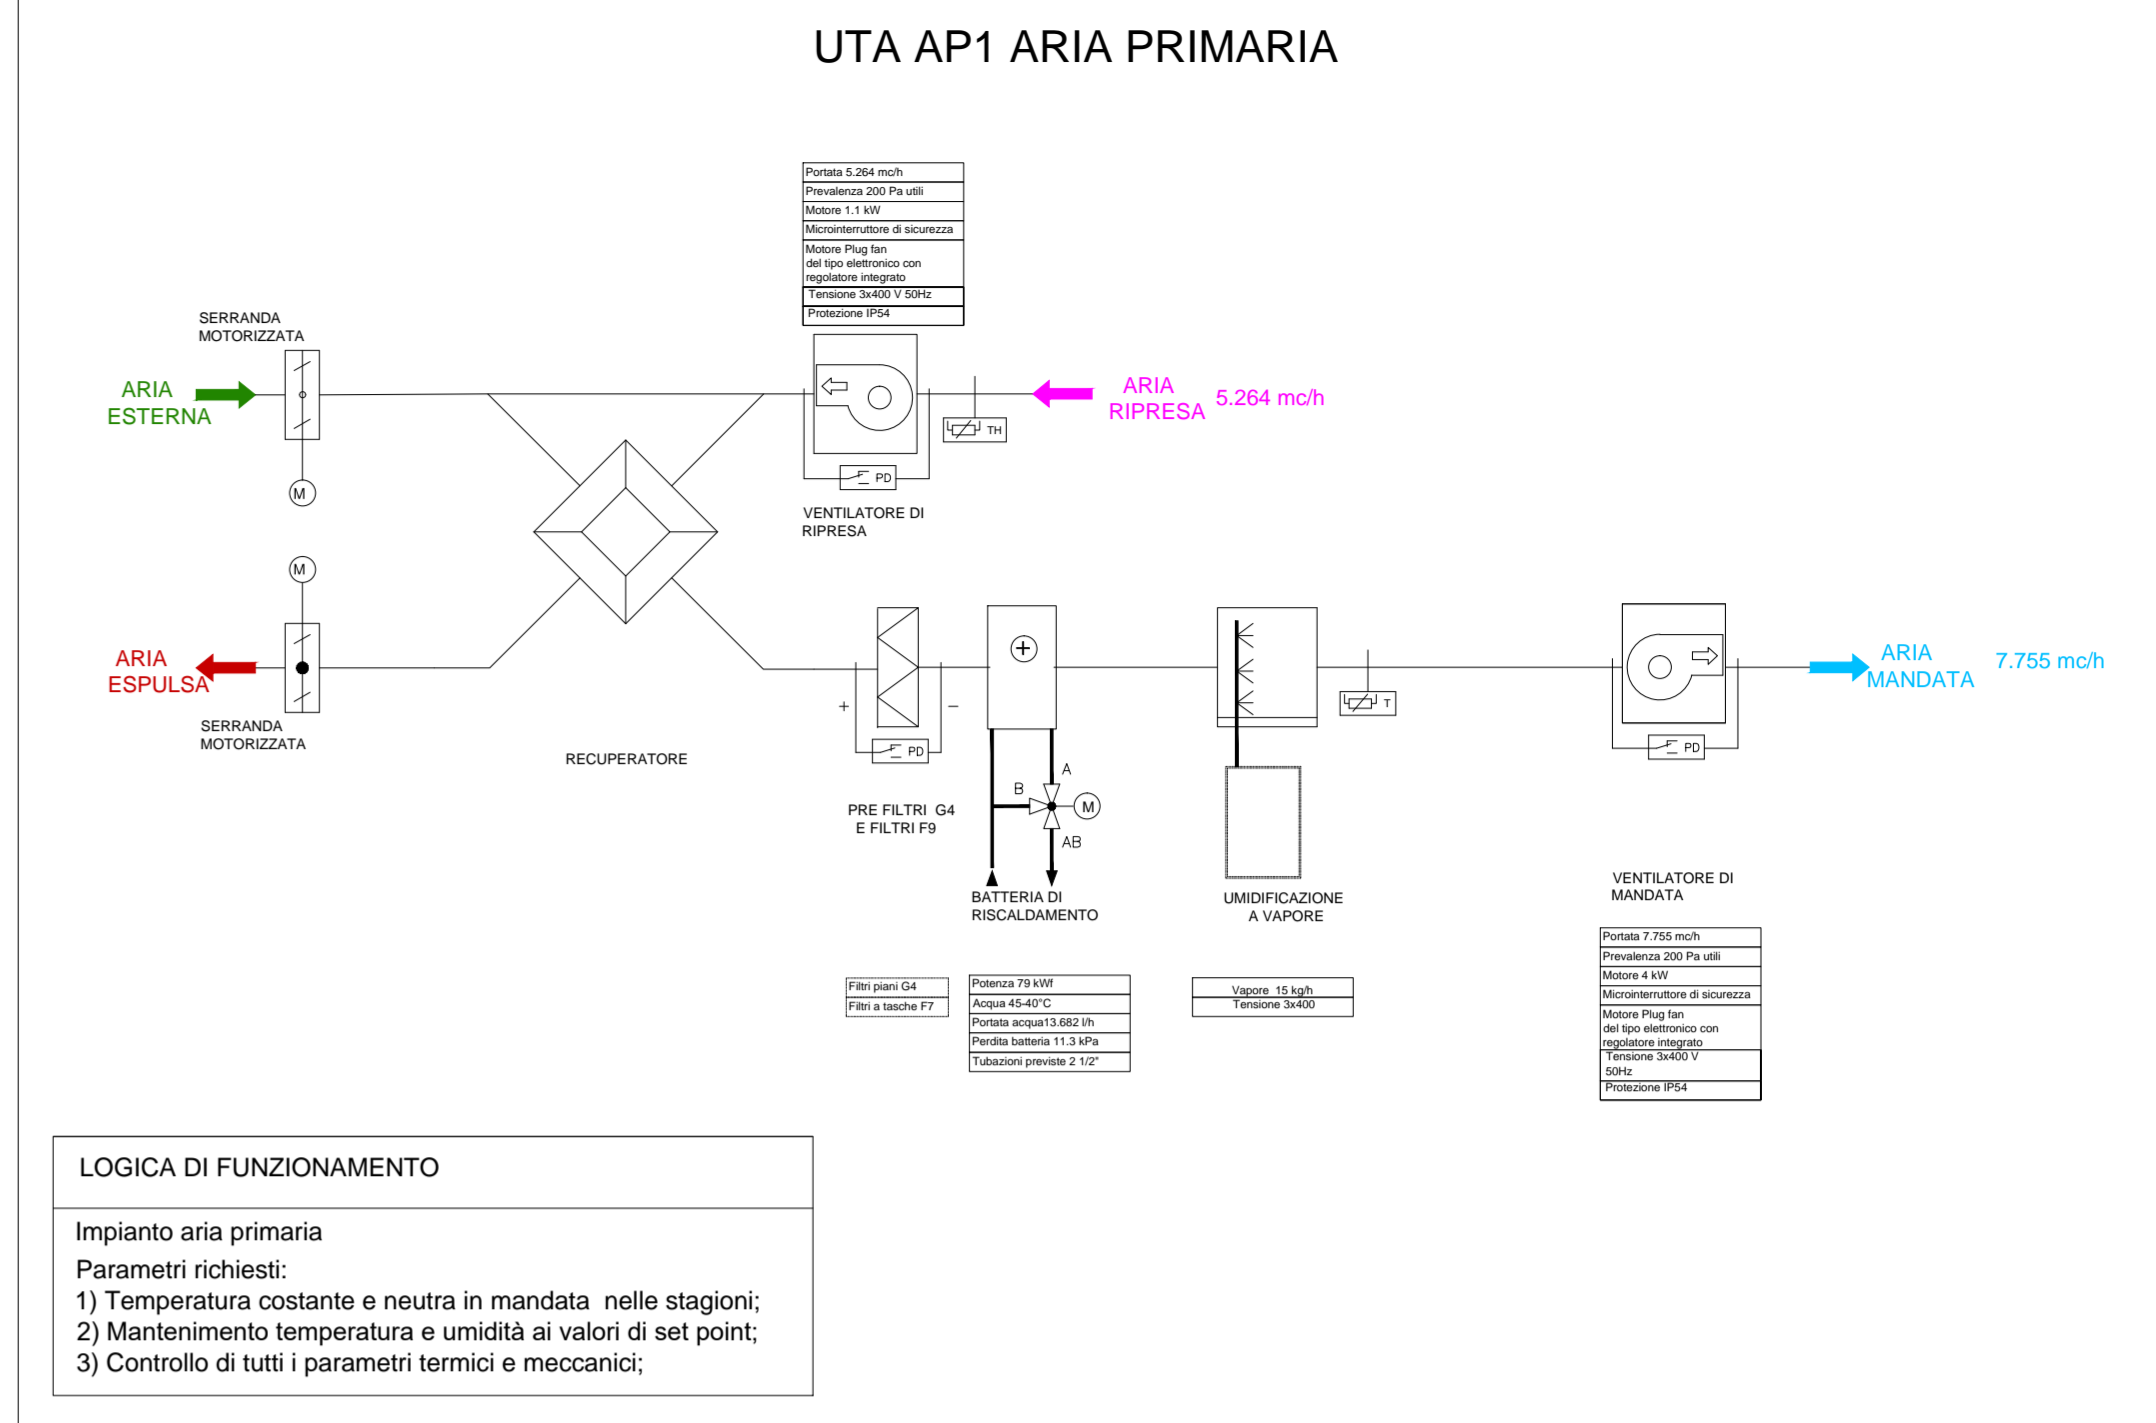 UTA AP1 ARIA PRIMARIA
Portata 5.264 mc/h
Prevalenza 200 Pa utili
Motore 1.1 kW
Microinterruttore di sicurezza
Motore Plug fan
del tipo elettronico con
regolatore integrato
Tensione 3x400 V 50Hz
Protezione IP54
SERRANDA
MOTORIZZATA
ARIA
ESTERNA
M
TH
PD
ARIA
RIPRESA
5.264 mc/h
VENTILATORE DI
RIPRESA
M
ARIA
ESPULSA
SERRANDA
MOTORIZZATA
RECUPERATORE
+
−
PD
PRE FILTRI G4
E FILTRI F9
+
A
B
M
AB
BATTERIA DI
RISCALDAMENTO
UMIDIFICAZIONE
A VAPORE
T
PD
ARIA
MANDATA
7.755 mc/h
VENTILATORE DI
MANDATA
Filtri piani G4
Filtri a tasche F7
Potenza 79 kWf
Acqua 45-40°C
Portata acqua13.682 l/h
Perdita batteria 11.3 kPa
Tubazioni previste 2 1/2"
Vapore 15 kg/h
Tensione 3x400
Portata 7.755 mc/h
Prevalenza 200 Pa utili
Motore 4 kW
Microinterruttore di sicurezza
Motore Plug fan
del tipo elettronico con
regolatore integrato
Tensione 3x400 V
50Hz
Protezione IP54
LOGICA DI FUNZIONAMENTO
Impianto aria primaria
Parametri richiesti:
1) Temperatura costante e neutra in mandata nelle stagioni;
2) Mantenimento temperatura e umidità ai valori di set point;
3) Controllo di tutti i parametri termici e meccanici;